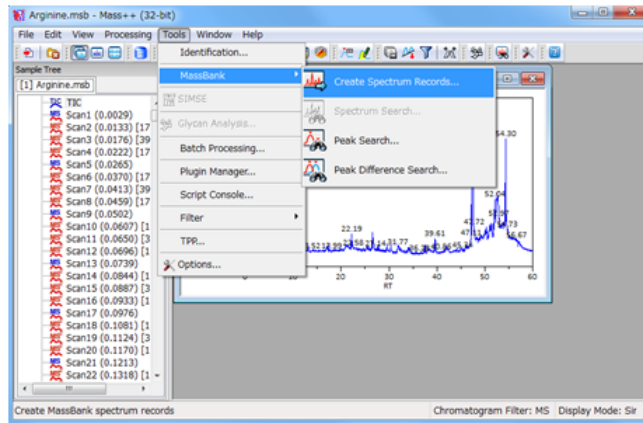 Arginine.msb - Mass++ (32-bit)
File Edit View Processing Tools Window Help
Sample Tree
[1] Arginine.msb
TIC
Scan1 (0.0029)
Scan2 (0.0133) [17
Scan3 (0.0176) [39
Scan4 (0.0222) [17
Scan5 (0.0265)
Scan6 (0.0370) [17
Scan7 (0.0413) [39
Scan8 (0.0459) [17
Scan9 (0.0502)
Scan10 (0.0607) [1
Scan11 (0.0650) [3
Scan12 (0.0696) [1
Scan13 (0.0739)
Scan14 (0.0844) [1
Scan15 (0.0887) [3
Scan16 (0.0933) [1
Scan17 (0.0976)
Scan18 (0.1081) [1
Scan19 (0.1124) [3
Scan20 (0.1170) [1
Scan21 (0.1213)
Scan22 (0.1318) [1
Identification...
MassBank
SIMSE
Glycan Analysis...
Batch Processing...
Plugin Manager...
Script Console...
Filter
TPP...
Options...
Create Spectrum Records...
Spectrum Search...
Peak Search...
Peak Difference Search...
54.30
52.04
22.19
39.61
31.77
56.67
0 10 20 30 40 50 60
RT
Create MassBank spectrum records
Chromatogram Filter: MS Display Mode: Sir